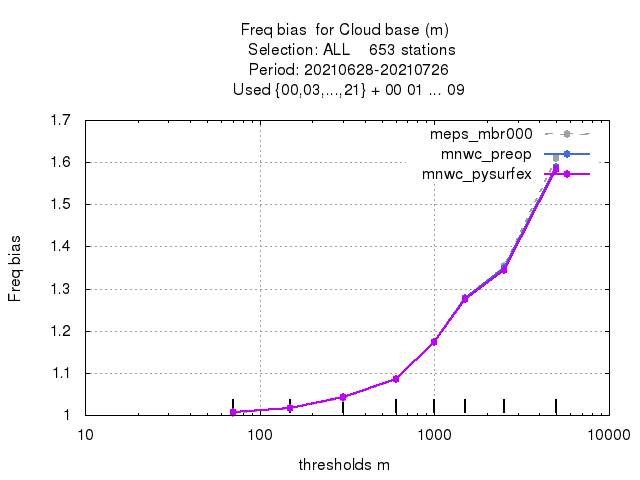 Freq bias  for Cloud base (m)
Selection: ALL    653 stations
Period: 20210628-20210726
Used {00,03,...,21} + 00 01 ... 09
1.7
1.6
1.5
1.4
1.3
1.2
1.1
1
Freq bias
meps_mbr000
mnwc_preop
mnwc_pysurfex
10
100
1000
10000
thresholds m